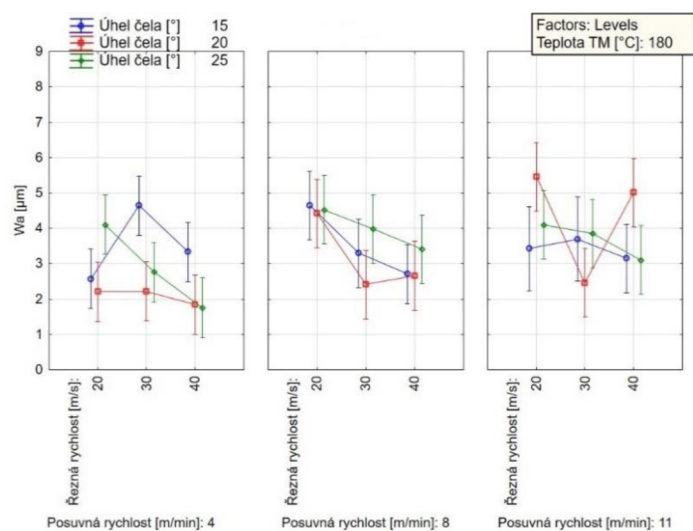 Úhel čela [°] 15
Úhel čela [°] 20
Úhel čela [°] 25
Factors: Levels
Teplota TM [°C]: 180
Wa [µm]
9
8
7
6
5
4
3
2
1
0
Řezná rychlost [m/s]: 20 30 40
Řezná rychlost [m/s]: 20 30 40
Řezná rychlost [m/s]: 20 30 40
Posuvná rychlost [m/min]: 4
Posuvná rychlost [m/min]: 8
Posuvná rychlost [m/min]: 11